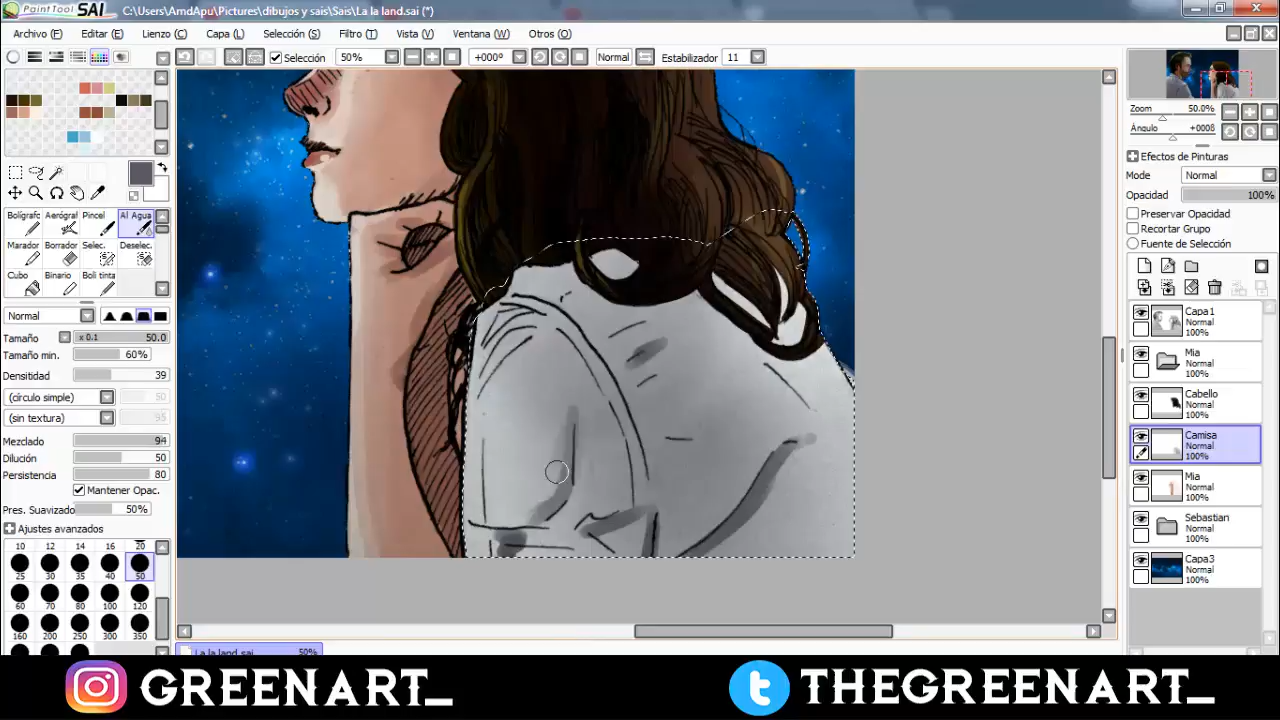 PaintTool SAI C:\Users\AmdApu\Pictures\dibujos y sais\Sais\La la land.sai (*)
Archivo (F) Editar (E) Lienzo (C) Capa (L) Selección (S) Filtro (T) Vista (V) Ventana (W) Otros (O)
Selección 50% +000º Normal Estabilizador 11
Zoom 50.0%
Ángulo +0008
Efectos de Pinturas
Modo Normal
Opacidad 100%
Preservar Opacidad
Recortar Grupo
Fuente de Selección
Bolígrafo Aerógraf Pincel Al Agua
Marador Borrador Selec. Deselec.
Cubo Binario Boli tinta
Normal
Tamaño x 0.1 50.0
Tamaño min. 60%
Densitidad 39
(círculo simple) 50
(sin textura) 95
Mezclado 94
Dilución 50
Persistencia 80
Mantener Opac.
Pres. Suavizado 50%
Ajustes avanzados
10 12 14 16 20
25 30 35 40 50
60 70 80 100 120
160 200 250 300 350
Capa1
Normal
100%
Mia
Normal
100%
Cabello
Normal
100%
Camisa
Normal
100%
Mia
Normal
100%
Sebastian
Normal
100%
Capa3
Normal
100%
La la land.sai 50%
GREENART_
THEGREENART_